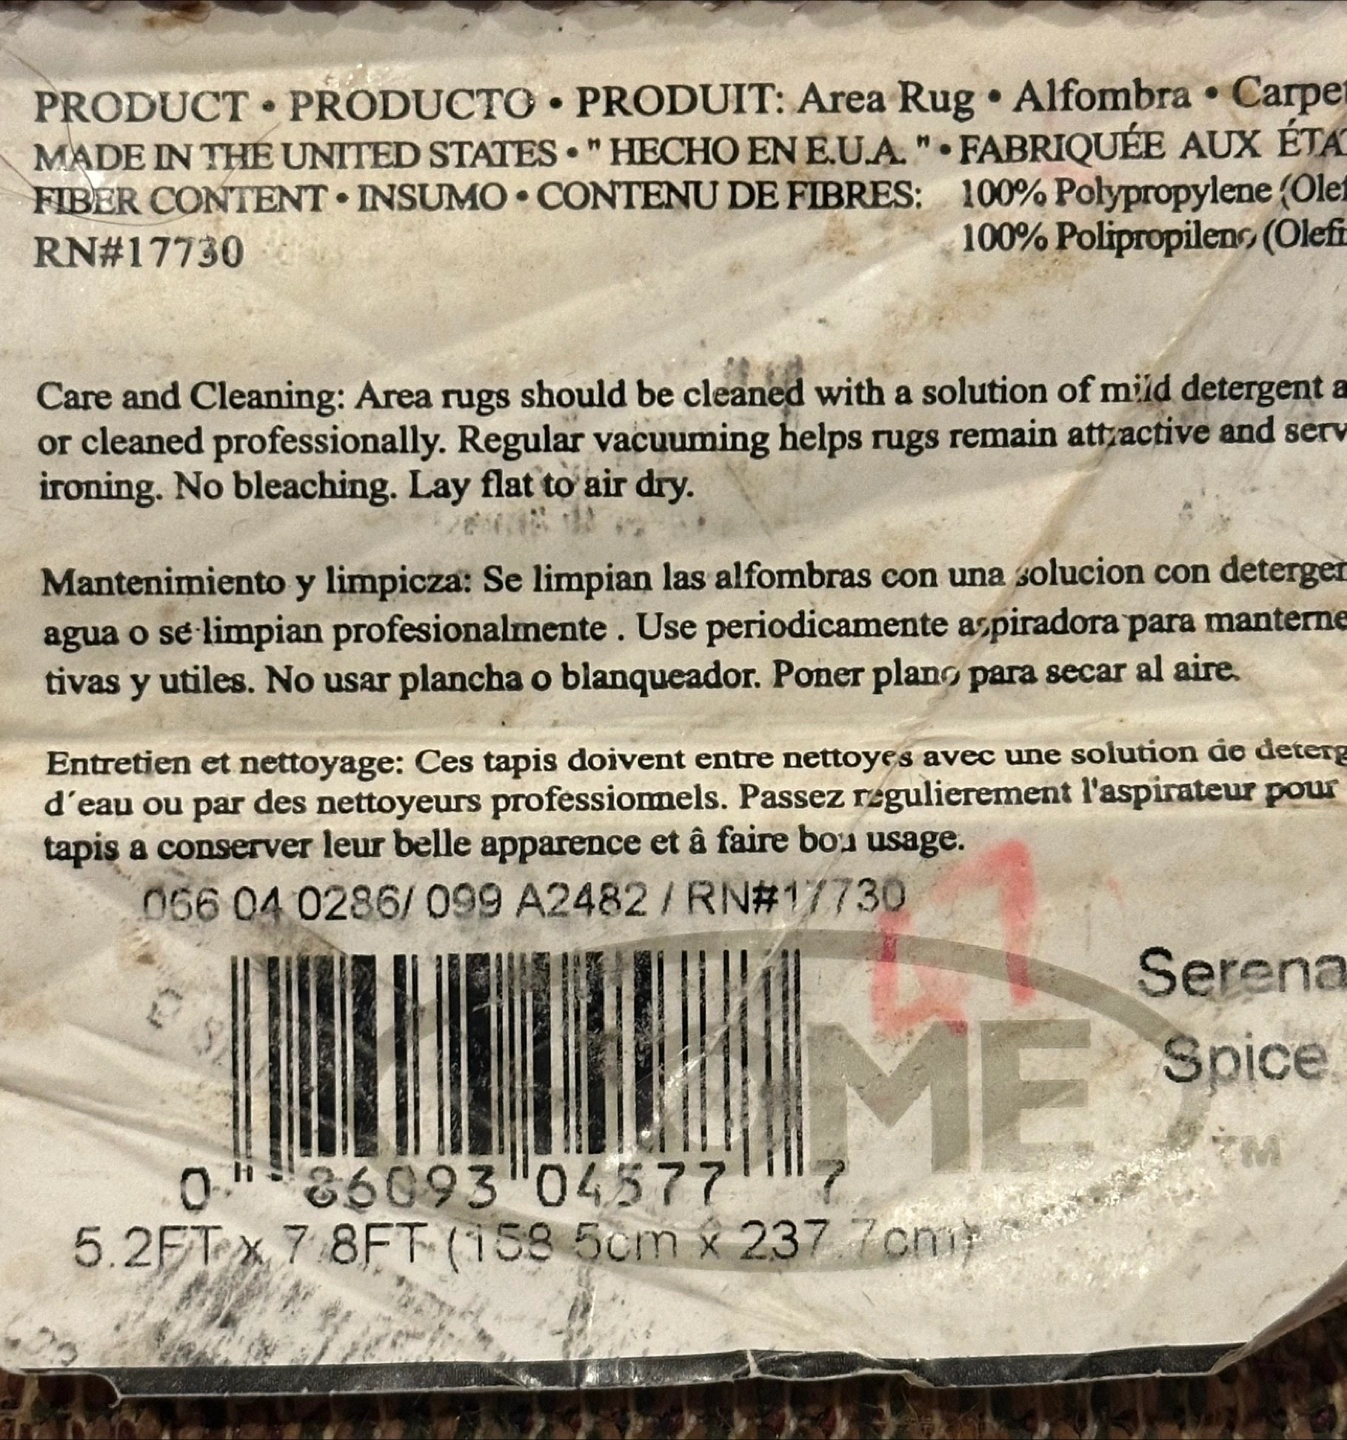 PRODUCT • PRODUCTO • PRODUIT: Area Rug • Alfombra • Carpet
MADE IN THE UNITED STATES • " HECHO EN E.U.A. " • FABRIQUÉE AUX ÉTA
FIBER CONTENT • INSUMO • CONTENU DE FIBRES: 100% Polypropylene (Olef
100% Polipropileno (Olefi
RN#17730
Care and Cleaning: Area rugs should be cleaned with a solution of mild detergent a
or cleaned professionally. Regular vacuuming helps rugs remain attractive and serv
ironing. No bleaching. Lay flat to air dry.
Mantenimiento y limpieza: Se limpian las alfombras con una solucion con deterger
agua o se limpian profesionalmente . Use periodicamente aspiradora para manterne
tivas y utiles. No usar plancha o blanqueador. Poner plano para secar al aire.
Entretien et nettoyage: Ces tapis doivent entre nettoyes avec une solution de deterg
d´eau ou par des nettoyeurs professionnels. Passez regulierement l'aspirateur pour
tapis a conserver leur belle apparence et â faire bon usage.
066 04 0286/ 099 A2482 / RN#17730
Serena
Spice
ME
TM
0 86093 04577 7
5.2FT x 7.8FT (158.5cm x 237.7cm)